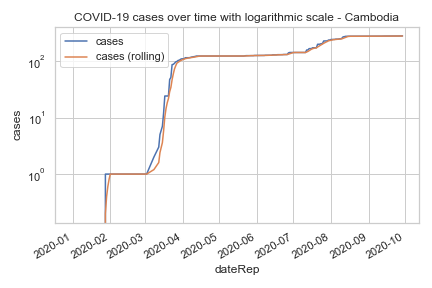 COVID-19 cases over time with logarithmic scale - Cambodia
cases
cases (rolling)
10²
10¹
10⁰
cases
2020-01
2020-02
2020-03
2020-04
2020-05
2020-06
2020-07
2020-08
2020-09
2020-10
dateRep